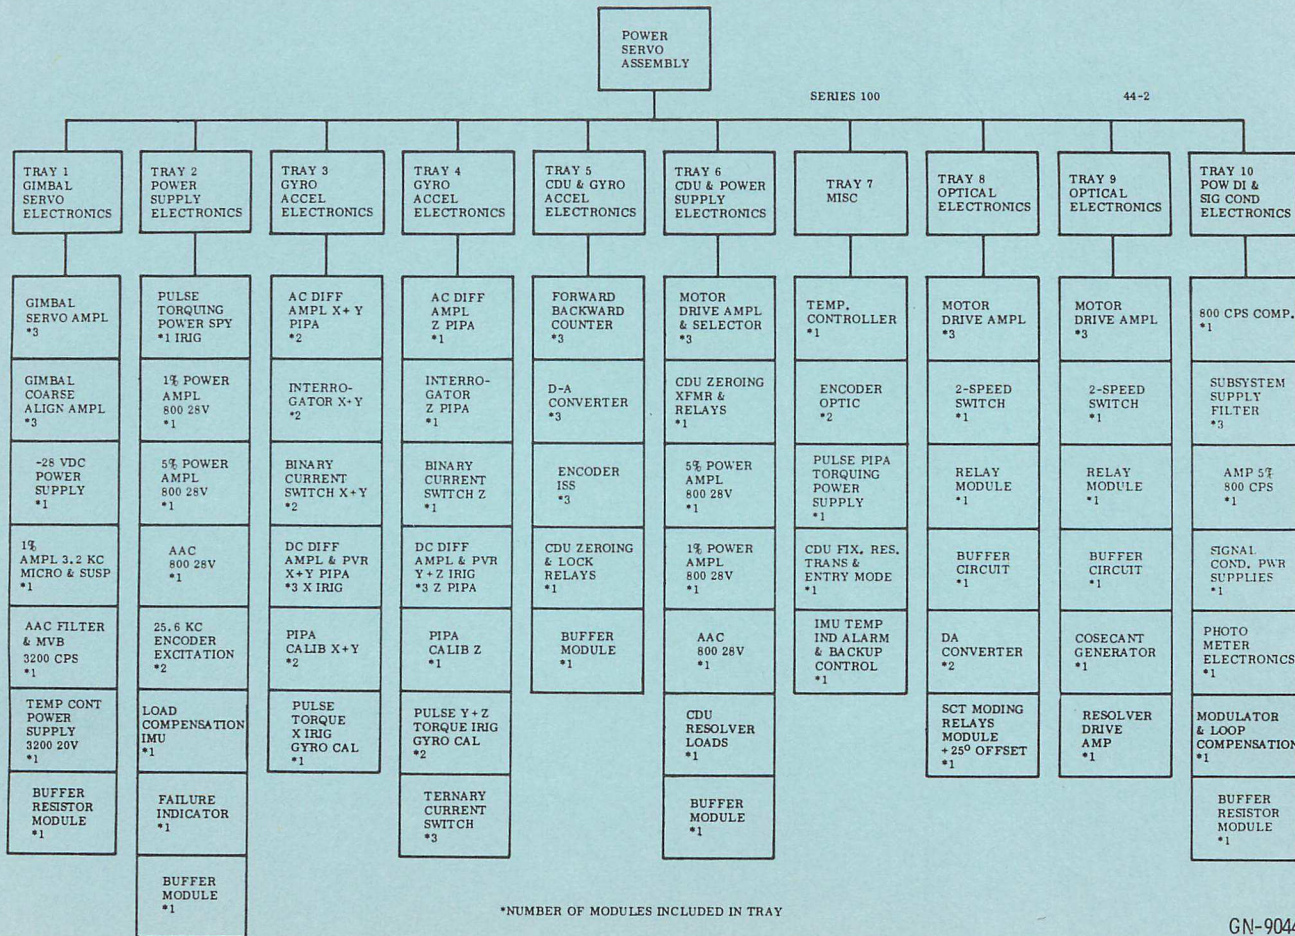 POWER
SERVO
ASSEMBLY
SERIES 100
44-2
TRAY 1
GIMBAL
SERVO
ELECTRONICS
TRAY 2
POWER
SUPPLY
ELECTRONICS
TRAY 3
GYRO
ACCEL
ELECTRONICS
TRAY 4
GYRO
ACCEL
ELECTRONICS
TRAY 5
CDU & GYRO
ACCEL
ELECTRONICS
TRAY 6
CDU & POWER
SUPPLY
ELECTRONICS
TRAY 7
MISC
TRAY 8
OPTICAL
ELECTRONICS
TRAY 9
OPTICAL
ELECTRONICS
TRAY 10
POW DI &
SIG COND
ELECTRONICS
GIMBAL
SERVO AMPL
*3
GIMBAL
COARSE
ALIGN AMPL
*3
-28 VDC
POWER
SUPPLY
*1
1%
AMPL 3.2 KC
MICRO & SUSP
*1
AAC FILTER
& MVB
3200 CPS
*1
TEMP CONT
POWER
SUPPLY
3200 20V
*1
BUFFER
RESISTOR
MODULE
*1
PULSE
TORQUING
POWER SPY
*1 IRIG
1% POWER
AMPL
800 28V
*1
5% POWER
AMPL
800 28V
*1
AAC
800 28V
*1
25.6 KC
ENCODER
EXCITATION
*2
LOAD
COMPENSATION
IMU
*1
FAILURE
INDICATOR
*1
BUFFER
MODULE
*1
AC DIFF
AMPL X+ Y
PIPA
*2
INTERRO-
GATOR X+Y
*2
BINARY
CURRENT
SWITCH X+Y
*2
DC DIFF
AMPL & PVR
X+Y PIPA
*3 X IRIG
PIPA
CALIB X+Y
*2
PULSE
TORQUE
X IRIG
GYRO CAL
*1
AC DIFF
AMPL
Z PIPA
*1
INTERRO-
GATOR
Z PIPA
*1
BINARY
CURRENT
SWITCH Z
*1
DC DIFF
AMPL & PVR
Y+Z IRIG
*3 Z PIPA
PIPA
CALIB Z
*1
PULSE Y+Z
TORQUE IRIG
GYRO CAL
*2
TERNARY
CURRENT
SWITCH
*3
FORWARD
BACKWARD
COUNTER
*3
D-A
CONVERTER
*3
ENCODER
ISS
*3
CDU ZEROING
& LOCK
RELAYS
*1
BUFFER
MODULE
*1
MOTOR
DRIVE AMPL
& SELECTOR
*3
CDU ZEROING
XFMR &
RELAYS
*1
5% POWER
AMPL
800 28V
*1
1% POWER
AMPL
800 28V
*1
AAC
800 28V
*1
CDU
RESOLVER
LOADS
*1
BUFFER
MODULE
*1
TEMP.
CONTROLLER
*1
ENCODER
OPTIC
*2
PULSE PIPA
TORQUING
POWER
SUPPLY
*1
CDU FIX. RES.
TRANS &
ENTRY MODE
*1
IMU TEMP
IND ALARM
& BACKUP
CONTROL
*1
MOTOR
DRIVE AMPL
*3
2-SPEED
SWITCH
*1
RELAY
MODULE
*1
BUFFER
CIRCUIT
*1
DA
CONVERTER
*2
SCT MODING
RELAYS
MODULE
+25º OFFSET
*1
MOTOR
DRIVE AMPL
*3
2-SPEED
SWITCH
*1
RELAY
MODULE
*1
BUFFER
CIRCUIT
*1
COSECANT
GENERATOR
*1
RESOLVER
DRIVE
AMP
*1
800 CPS COMP.
*1
SUBSYSTEM
SUPPLY
FILTER
*3
AMP 5%
800 CPS
*1
SIGNAL
COND. PWR
SUPPLIES
*1
PHOTO
METER
ELECTRONICS
*1
MODULATOR
& LOOP
COMPENSATION
*1
BUFFER
RESISTOR
MODULE
*1
*NUMBER OF MODULES INCLUDED IN TRAY
GN-9044